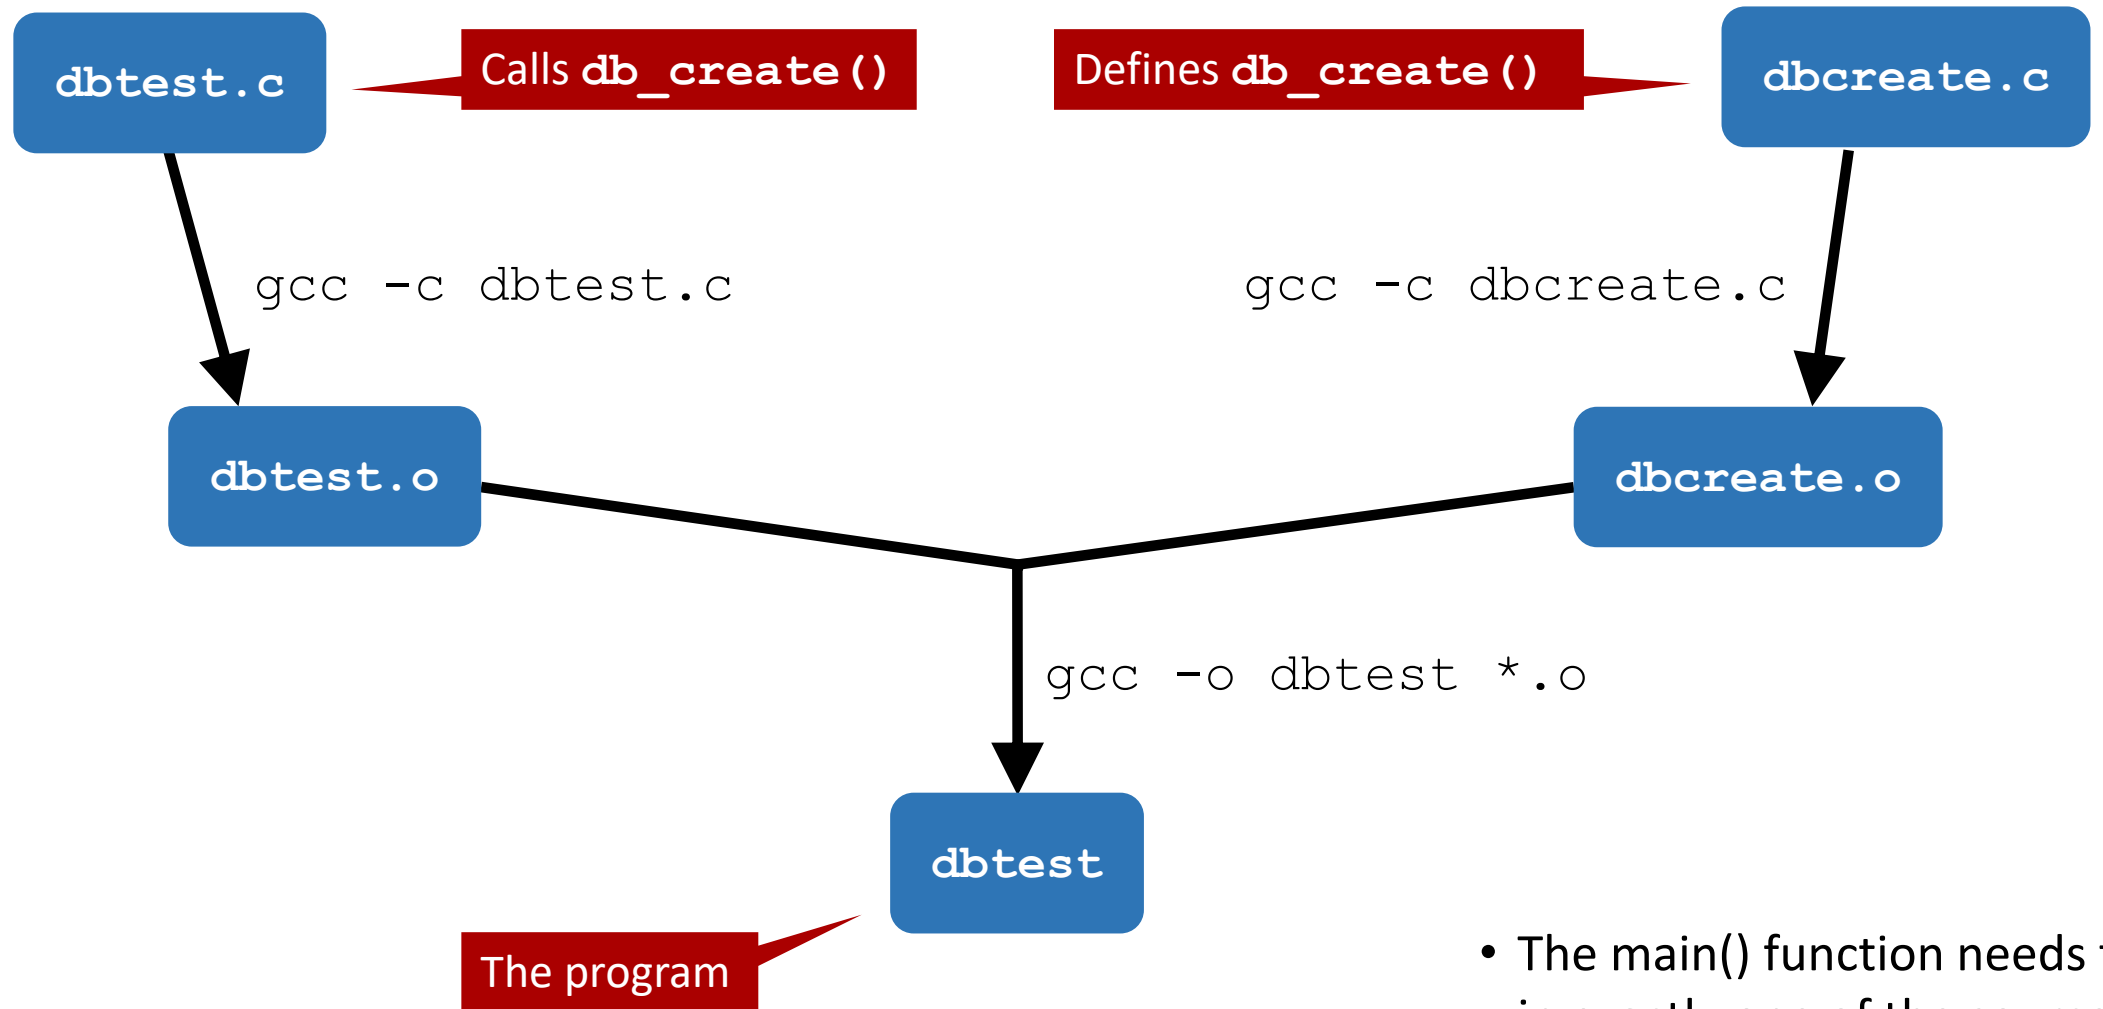 dbtest.c
Calls db_create()
Defines db_create()
dbcreate.c
gcc -c dbtest.c
gcc -c dbcreate.c
dbtest.o
dbcreate.o
gcc -o dbtest *.o
dbtest
The program
• The main() function needs